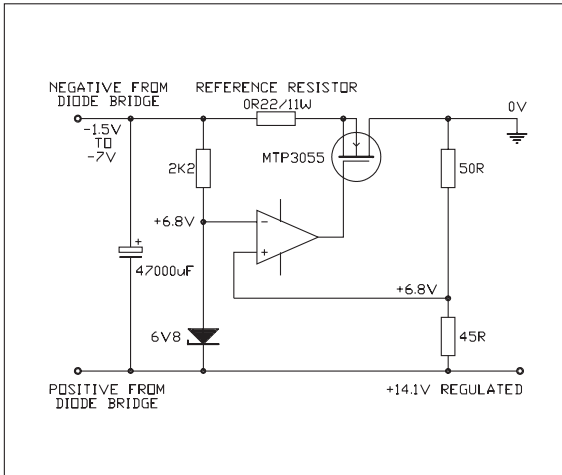 NEGATIVE FROM
DIODE BRIDGE
REFERENCE RESISTOR
0R22/11W
0V
-1.5V
TO
-7V
MTP3055
2K2
50R
+6.8V
-
+
+
47000uF
+6.8V
6V8
45R
POSITIVE FROM
DIODE BRIDGE
+14.1V REGULATED